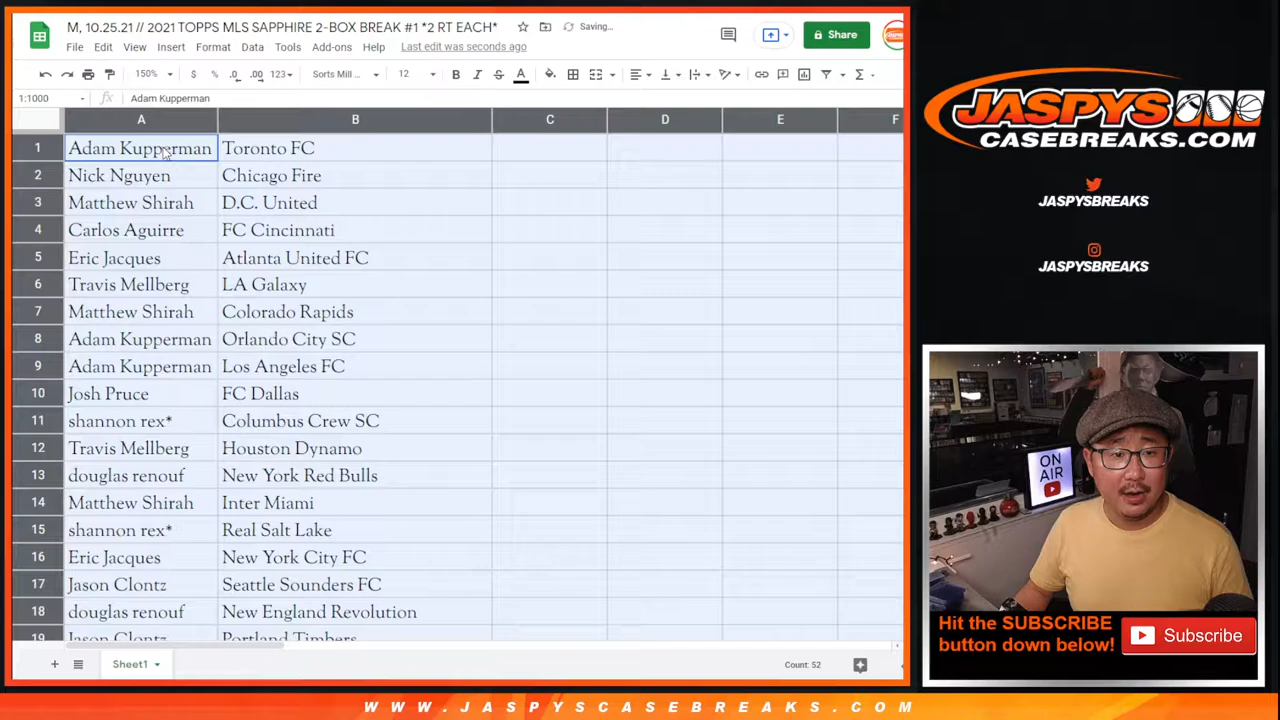 M, 10.25.21 // 2021 TOPPS MLS SAPPHIRE 2-BOX BREAK #1 *2 RT EACH*
Saving...
File Edit View Insert Format Data Tools Add-ons Help Last edit was seconds ago
Share
150% $ % .0 .00 123 Sorts Mill ... 12 B I S A
1:1000 fx Adam Kupperman
A B C D E F
1 Adam Kupperman Toronto FC
2 Nick Nguyen Chicago Fire
3 Matthew Shirah D.C. United
4 Carlos Aguirre FC Cincinnati
5 Eric Jacques Atlanta United FC
6 Travis Mellberg LA Galaxy
7 Matthew Shirah Colorado Rapids
8 Adam Kupperman Orlando City SC
9 Adam Kupperman Los Angeles FC
10 Josh Pruce FC Dallas
11 shannon rex* Columbus Crew SC
12 Travis Mellberg Houston Dynamo
13 douglas renouf New York Red Bulls
14 Matthew Shirah Inter Miami
15 shannon rex* Real Salt Lake
16 Eric Jacques New York City FC
17 Jason Clontz Seattle Sounders FC
18 douglas renouf New England Revolution
19 Jason Clontz Portland Timbers
Sheet1
Count: 52
JASPYS
CASEBREAKS.COM
JASPYSBREAKS
JASPYSBREAKS
ON
AIR
Hit the SUBSCRIBE
button down below!
Subscribe
WWW.JASPYSCASEBREAKS.COM